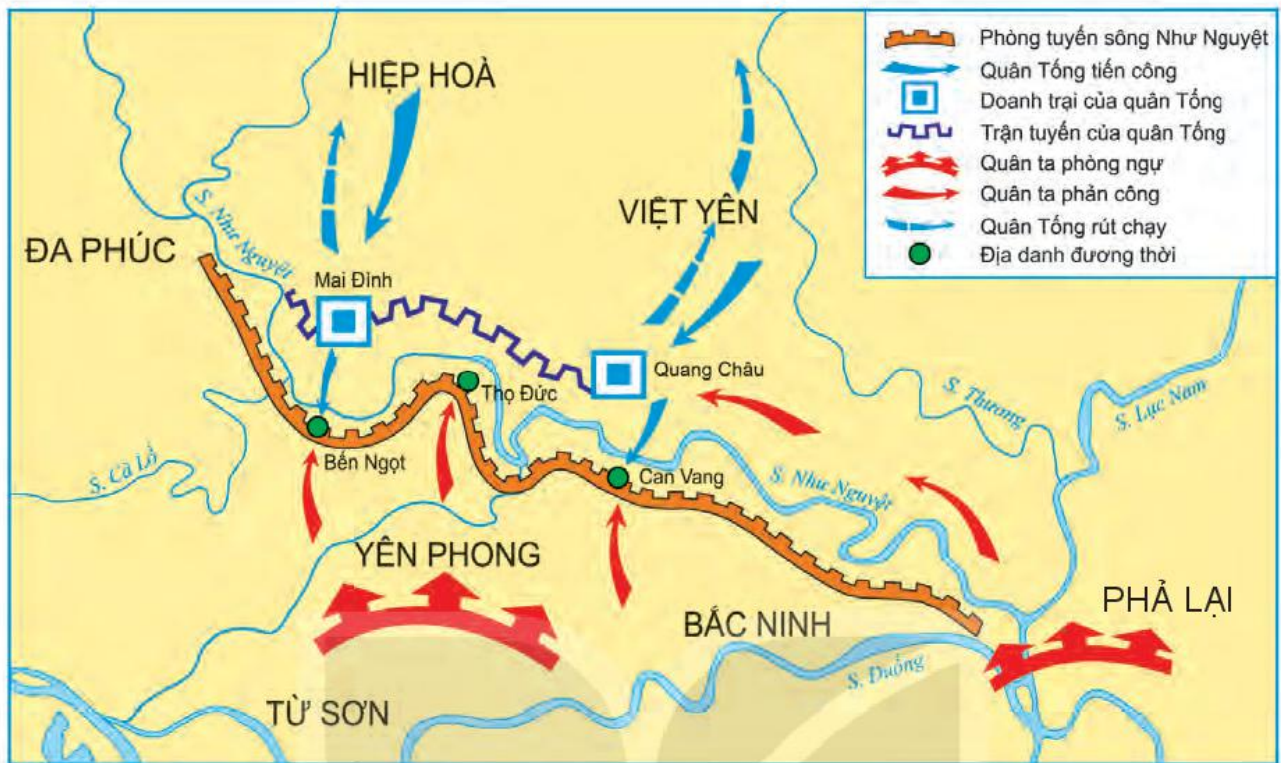 Phòng tuyến sông Như Nguyệt
Quân Tống tiến công
Doanh trại của quân Tống
Trận tuyến của quân Tống
Quân ta phòng ngự
Quân ta phản công
Quân Tống rút chạy
Địa danh đương thời
HIỆP HOÀ
VIỆT YÊN
ĐA PHÚC
S. Như Nguyệt
Mai Đình
Quang Châu
Thọ Đức
S. Thương
S. Lục Nam
Bến Ngọt
Can Vang
S. Cà Lồ
S. Như Nguyệt
YÊN PHONG
PHẢ LẠI
BẮC NINH
S. Đuống
TỪ SƠN